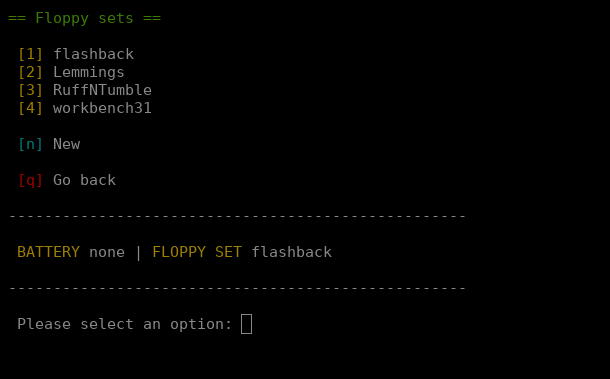 == Floppy sets ==
[1] flashback
[2] Lemmings
[3] RuffNTumble
[4] workbench31
[n] New
[q] Go back
---------------------------------------------------
BATTERY none | FLOPPY SET flashback
---------------------------------------------------
Please select an option: